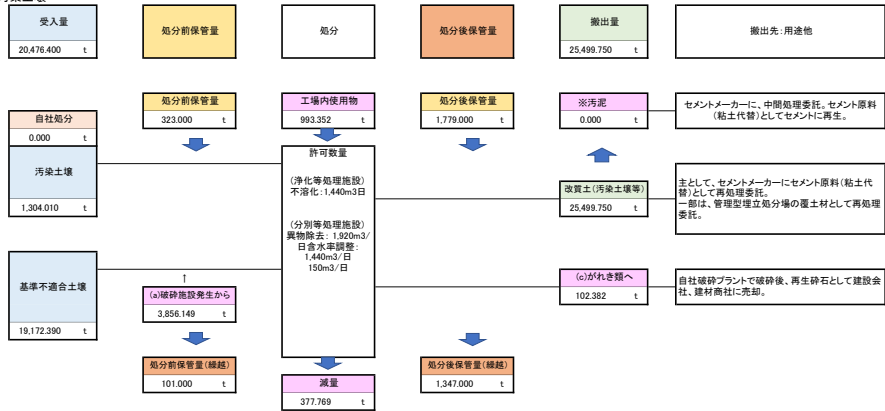 汚染土壌
受入量
20,476.400 t
処分前保管量
処分
処分後保管量
搬出量
25,499.750 t
搬出先:用途他
処分前保管量
323.000 t
工場内使用物
993.352 t
処分後保管量
1,779.000 t
※汚泥
0.000 t
セメントメーカーに、中間処理委託。セメント原料
(粘土代替)としてセメントに再生。
自社処分
0.000 t
汚染土壌
1,304.010 t
許可数量
(浄化等処理施設)
不溶化:1,440m3日
(分別等処理施設)
異物除去: 1,920m3/
日含水率調整:
1,440m3/日
150m3/日
改質土(汚染土壌等)
25,499.750 t
主として、セメントメーカーにセメント原料(粘土代
替)として再処理委託。
一部は、管理型埋立処分場の覆土材として再処理
委託。
基準不適合土壌
19,172.390 t
↑
(a)破砕施設発生から
3,856.149 t
(c)がれき類へ
102.382 t
自社破砕プラントで破砕後、再生砕石として建設会
社、建材商社に売却。
処分前保管量(繰越)
101.000 t
減量
377.769 t
処分後保管量(繰越)
1,347.000 t